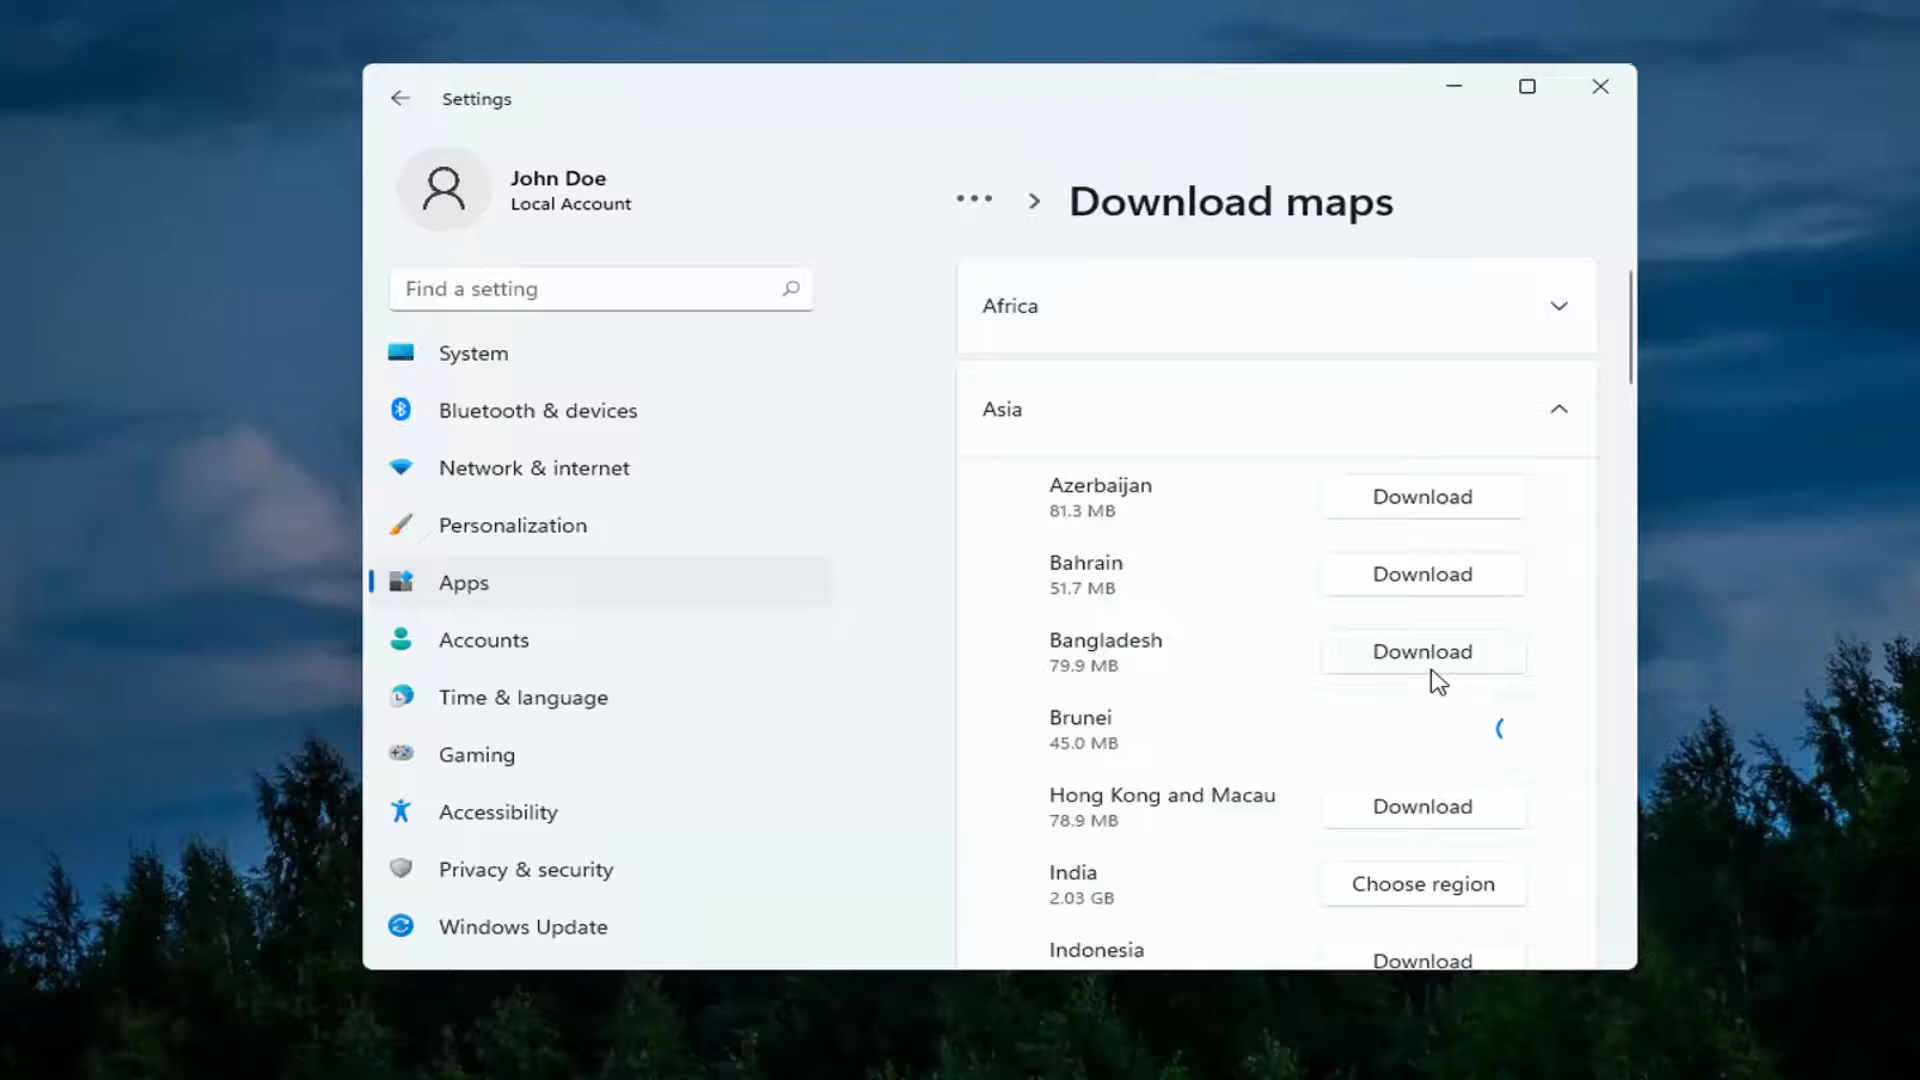 Settings
John Doe
Local Account
Find a setting
System
Bluetooth & devices
Network & internet
Personalization
Apps
Accounts
Time & language
Gaming
Accessibility
Privacy & security
Windows Update
Download maps
Africa
Asia
Azerbaijan
81.3 MB
Download
Bahrain
51.7 MB
Download
Bangladesh
79.9 MB
Download
Brunei
45.0 MB
Hong Kong and Macau
78.9 MB
Download
India
2.03 GB
Choose region
Indonesia
Download